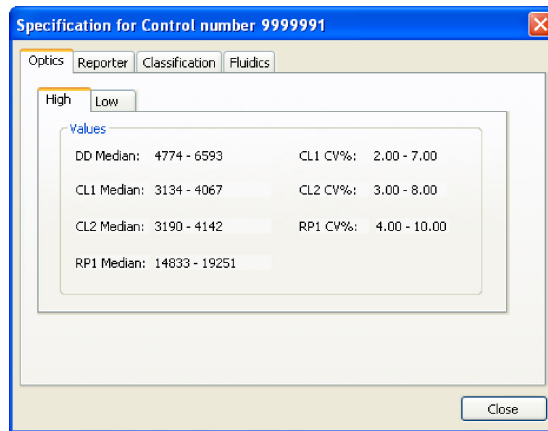 Specification for Control number 9999991
Optics Reporter Classification Fluidics
High Low
Values
DD Median: 4774 - 6593 CL1 CV%: 2.00 - 7.00
CL1 Median: 3134 - 4067 CL2 CV%: 3.00 - 8.00
CL2 Median: 3190 - 4142 RP1 CV%: 4.00 - 10.00
RP1 Median: 14833 - 19251
Close